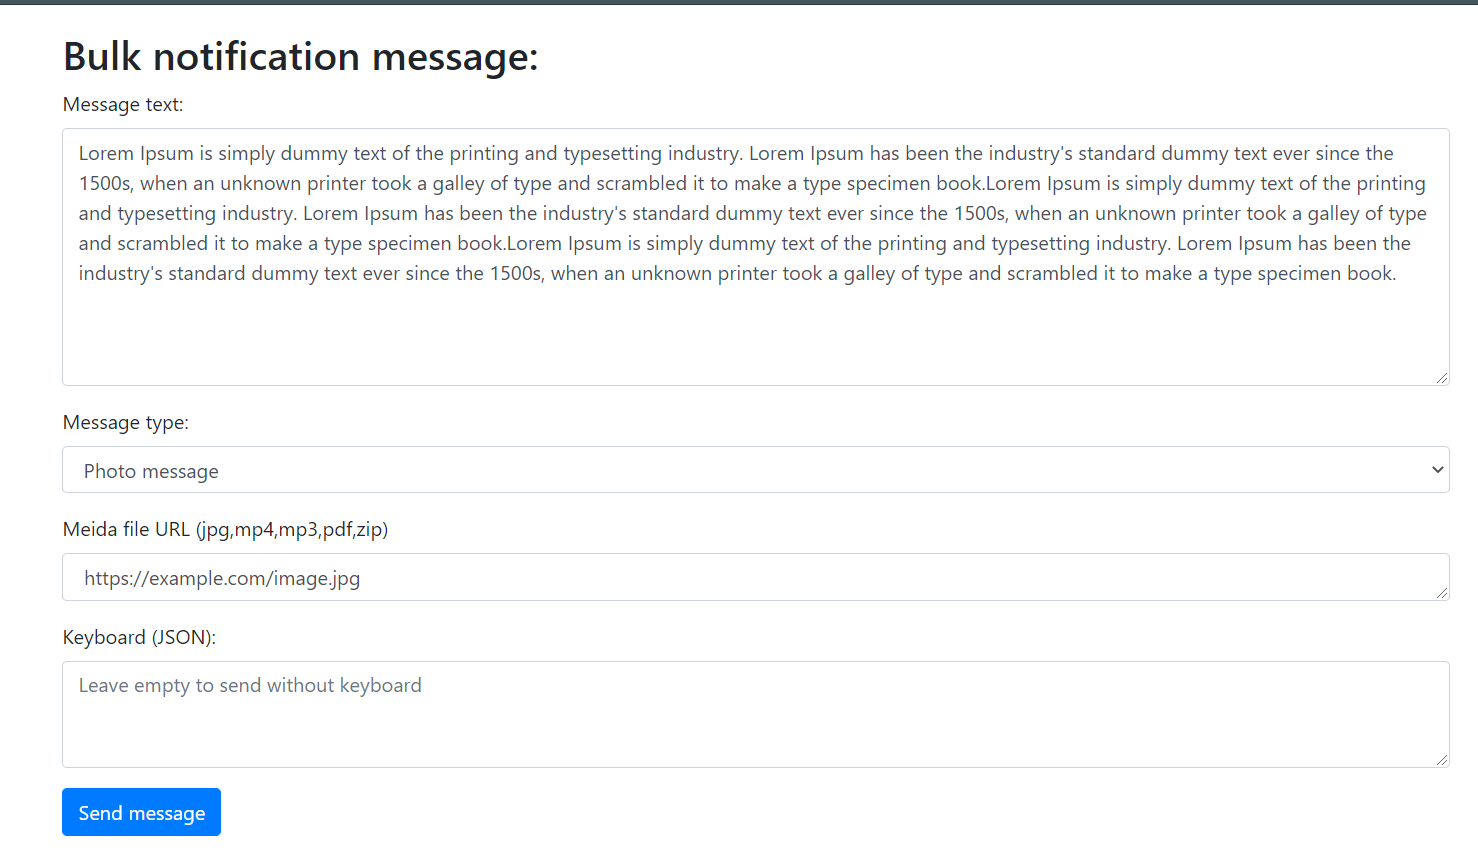 Bulk notification message:
Message text:
Lorem Ipsum is simply dummy text of the printing and typesetting industry. Lorem Ipsum has been the industry's standard dummy text ever since the
1500s, when an unknown printer took a galley of type and scrambled it to make a type specimen book.Lorem Ipsum is simply dummy text of the printing
and typesetting industry. Lorem Ipsum has been the industry's standard dummy text ever since the 1500s, when an unknown printer took a galley of type
and scrambled it to make a type specimen book.Lorem Ipsum is simply dummy text of the printing and typesetting industry. Lorem Ipsum has been the
industry's standard dummy text ever since the 1500s, when an unknown printer took a galley of type and scrambled it to make a type specimen book.
Message type:
Photo message
Meida file URL (jpg,mp4,mp3,pdf,zip)
https://example.com/image.jpg
Keyboard (JSON):
Leave empty to send without keyboard
Send message